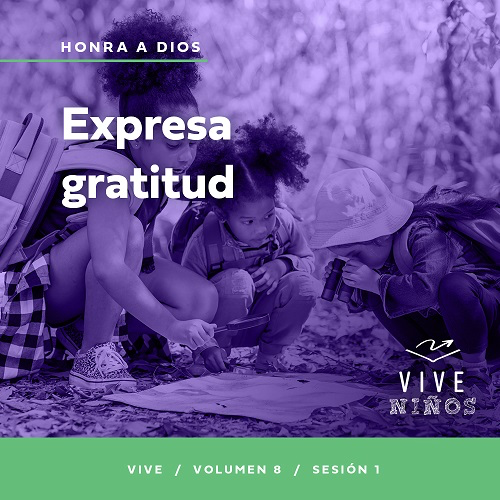 HONRA A DIOS
Expresa
gratitud
VIVE
NIÑOS
VIVE / VOLUMEN 8 / SESIÓN 1